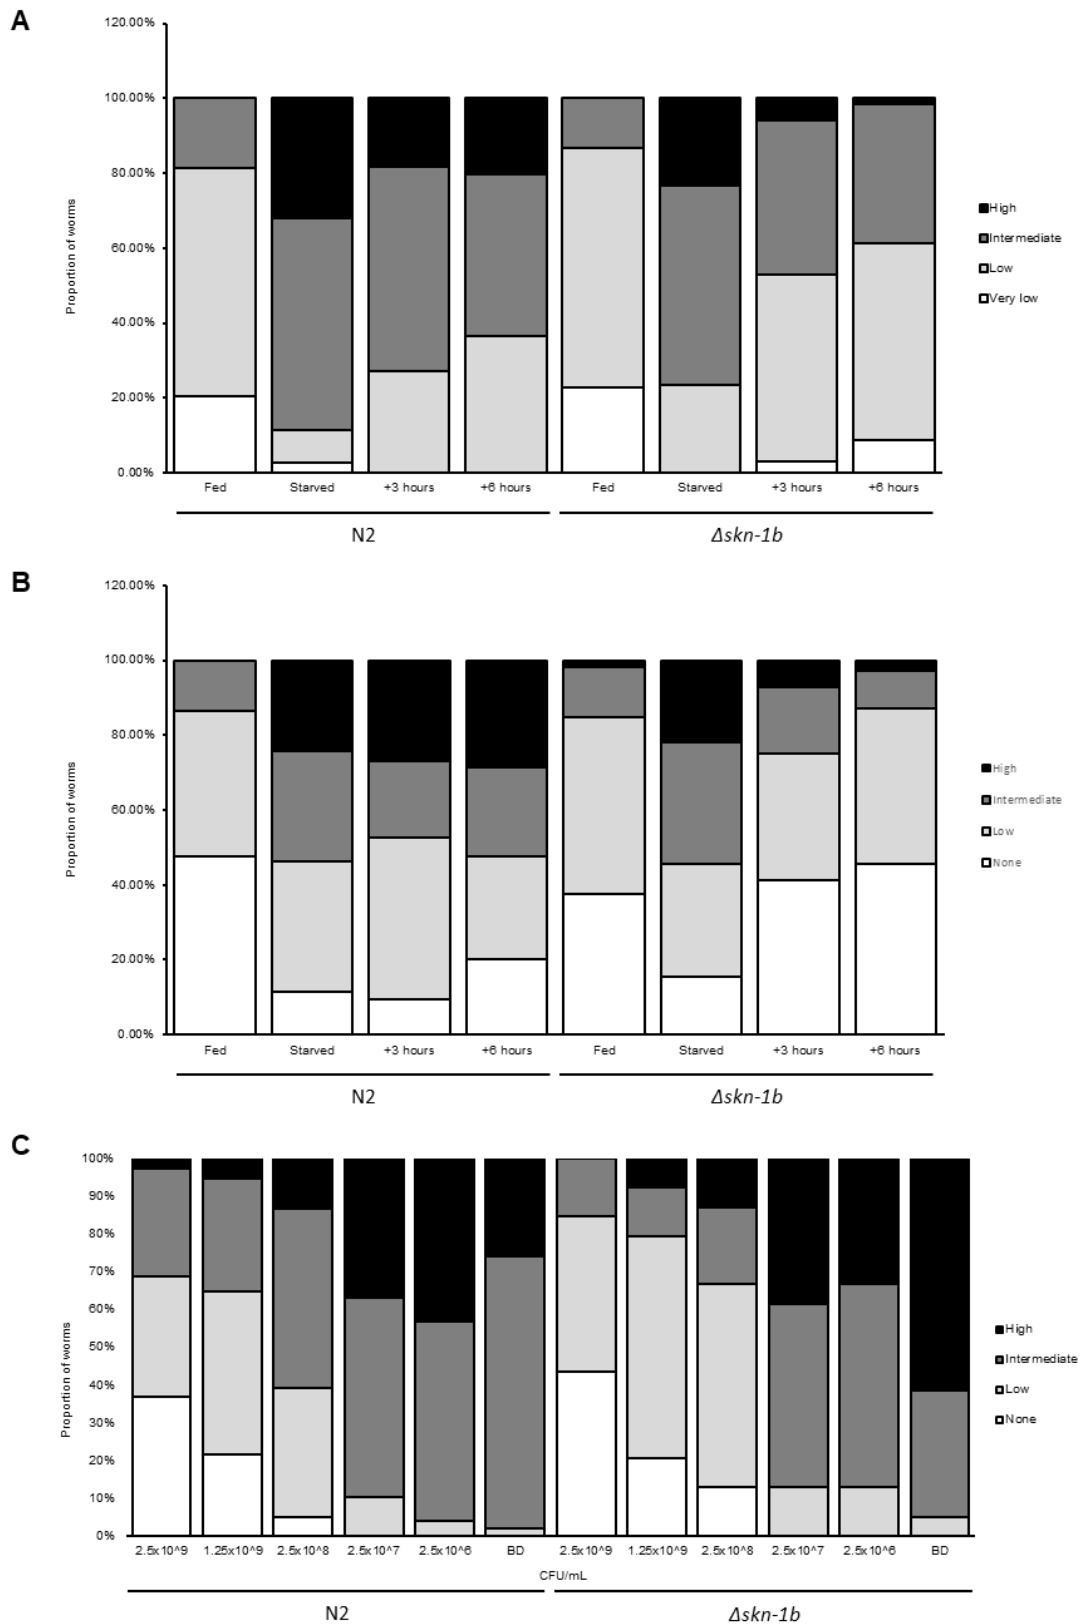 A
120.00%
100.00%
80.00%
60.00%
40.00%
20.00%
0.00%
Proportion of worms
Fed Starved +3 hours +6 hours Fed Starved +3 hours +6 hours
N2 Δskn-1b
High
Intermediate
Low
Very low
B
120.00%
100.00%
80.00%
60.00%
40.00%
20.00%
0.00%
Proportion of worms
Fed Starved +3 hours +6 hours Fed Starved +3 hours +6 hours
N2 Δskn-1b
High
Intermediate
Low
None
C
100%
90%
80%
70%
60%
50%
40%
30%
20%
10%
0%
Proportion of worms
2.5x10^9 1.25x10^9 2.5x10^8 2.5x10^7 2.5x10^6 BD 2.5x10^9 1.25x10^9 2.5x10^8 2.5x10^7 2.5x10^6 BD
CFU/mL
N2 Δskn-1b
High
Intermediate
Low
None